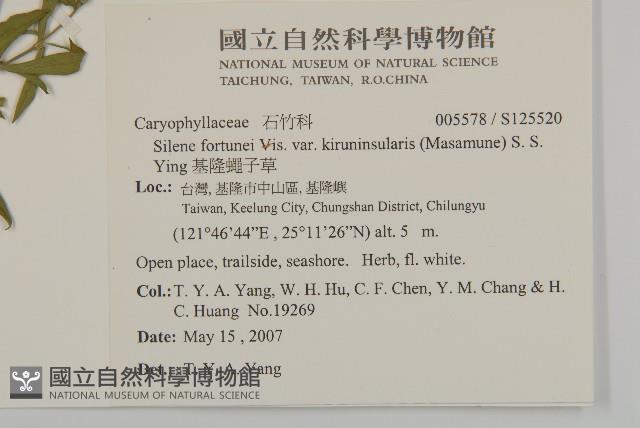 國立自然科學博物館
NATIONAL MUSEUM OF NATURAL SCIENCE
TAICHUNG, TAIWAN, R.O.CHINA
Caryophyllaceae 石竹科 005578 / S125520
Silene fortunei Vis. var. kiruninsularis (Masamune) S. S.
Ying 基隆蠅子草
Loc.: 台灣, 基隆市中山區, 基隆嶼
Taiwan, Keelung City, Chungshan District, Chilungyu
(121°46’44”E , 25°11’26”N) alt. 5 m.
Open place, trailside, seashore. Herb, fl. white.
Col.: T. Y. A. Yang, W. H. Hu, C. F. Chen, Y. M. Chang & H.
C. Huang No.19269
Date: May 15 , 2007
Det.: T. Y. A. Yang
國立自然科學博物館
NATIONAL MUSEUM OF NATURAL SCIENCE